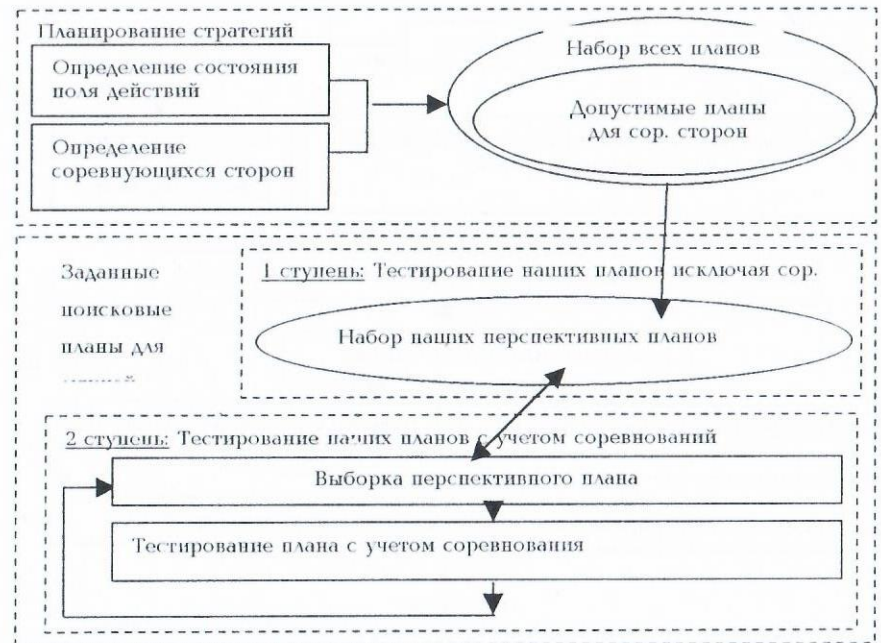 Планирование стратегий
Определение состояния
поля действий
Определение
соревнующихся сторон
Набор всех планов
Допустимые планы
для сор. сторон
Заданные
поисковые
планы для
1 ступень: Тестирование наших планов исключая сор.
Набор наших перспективных планов
2 ступень: Тестирование наших планов с учетом соревнований
Выборка перспективного плана
Тестирование плана с учетом соревнования